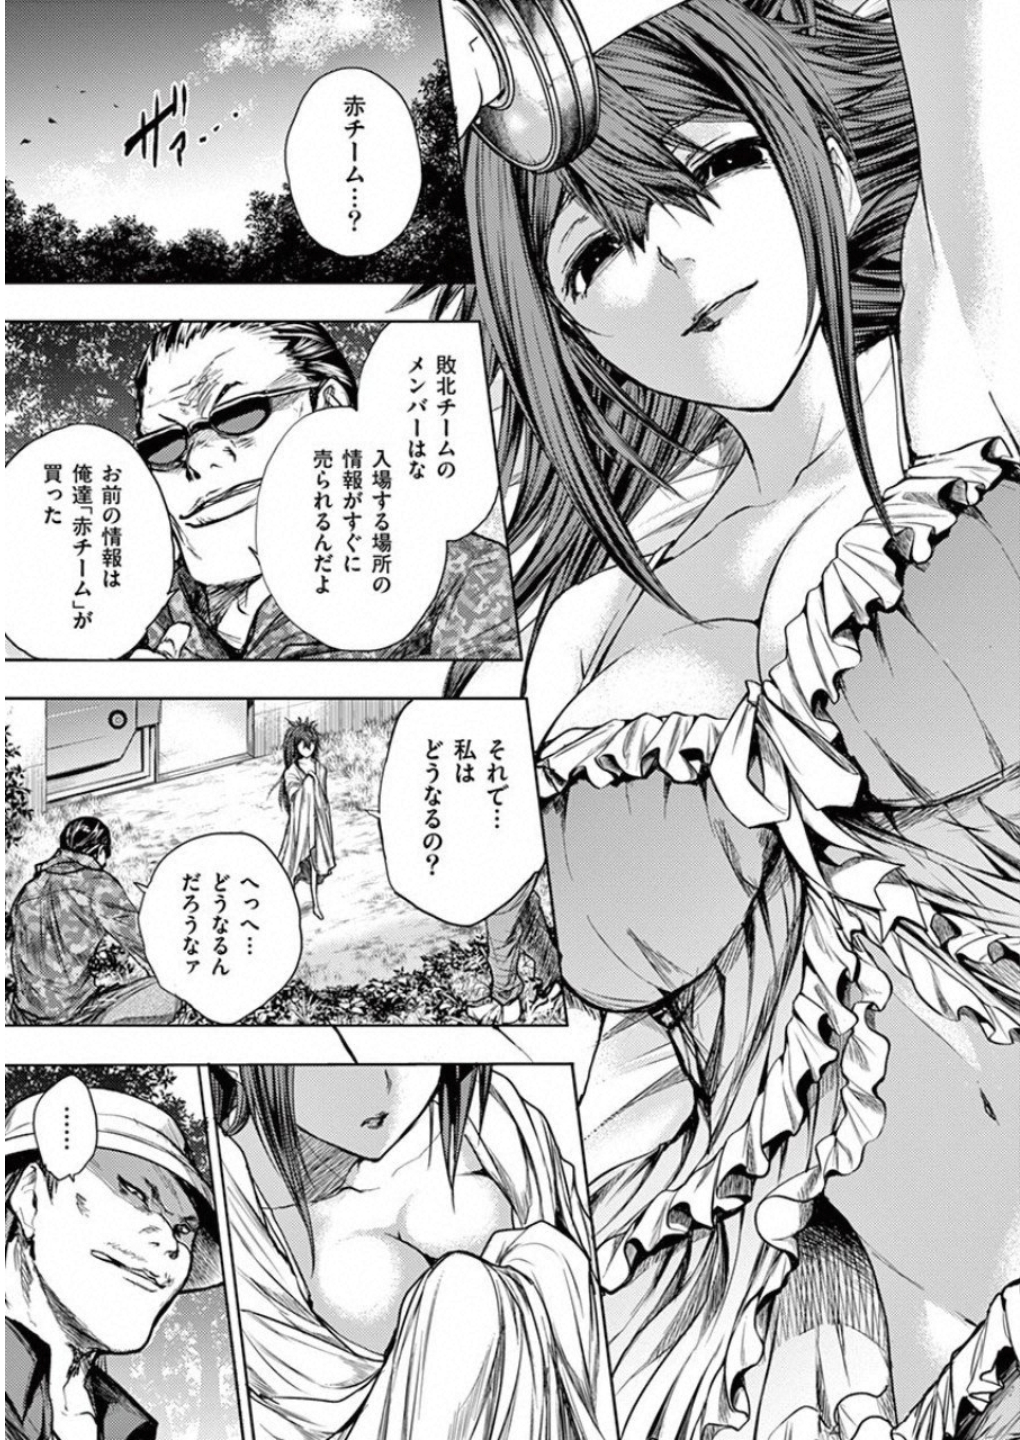 赤チーム…？
ザァ…
敗北チームの
メンバーはな
入場する場所の
情報がすぐに
売られるんだよ
お前の情報は
俺達「赤チーム」が
買った
それで…
私は
どうなるの？
へっへ…
どうなるん
だろうなァ
……